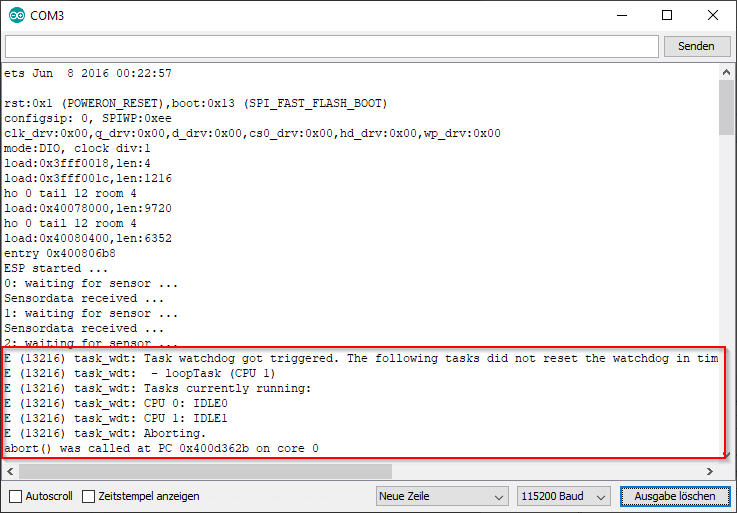 COM3
Senden
ets Jun  8 2016 00:22:57
rst:0x1 (POWERON_RESET),boot:0x13 (SPI_FAST_FLASH_BOOT)
configsip: 0, SPIWP:0xee
clk_drv:0x00,q_drv:0x00,d_drv:0x00,cs0_drv:0x00,hd_drv:0x00,wp_drv:0x00
mode:DIO, clock div:1
load:0x3fff0018,len:4
load:0x3fff001c,len:1216
ho 0 tail 12 room 4
load:0x40078000,len:9720
ho 0 tail 12 room 4
load:0x40080400,len:6352
entry 0x400806b8
ESP started ...
0: waiting for sensor ...
Sensordata received ...
1: waiting for sensor ...
Sensordata received ...
2: waiting for sensor ...
E (13216) task_wdt: Task watchdog got triggered. The following tasks did not reset the watchdog in tim
E (13216) task_wdt:  - loopTask (CPU 1)
E (13216) task_wdt: Tasks currently running:
E (13216) task_wdt: CPU 0: IDLE0
E (13216) task_wdt: CPU 1: IDLE1
E (13216) task_wdt: Aborting.
abort() was called at PC 0x400d362b on core 0
Autoscroll Zeitstempel anzeigen Neue Zeile 115200 Baud Ausgabe löschen